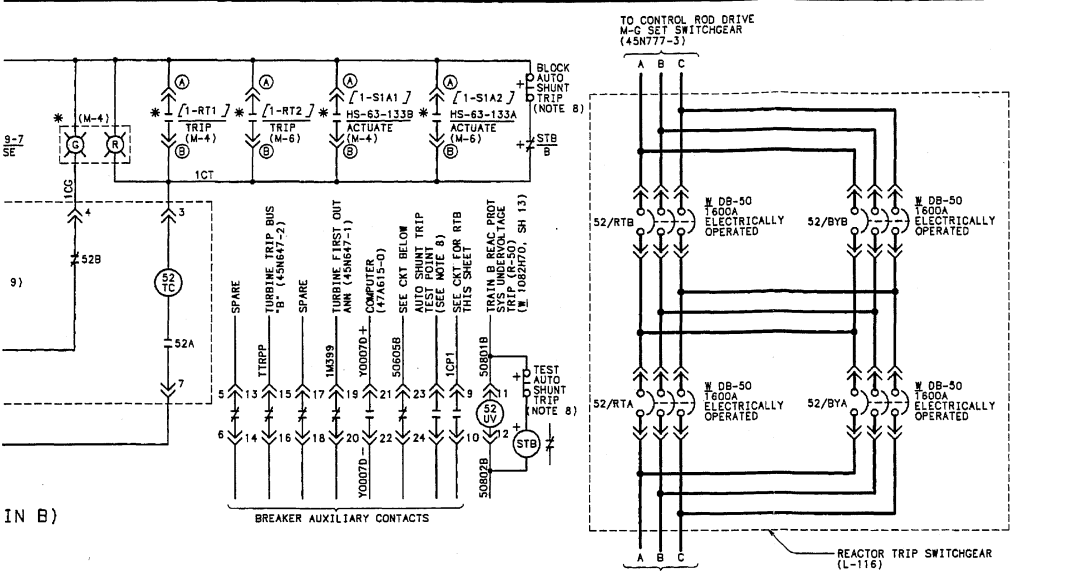 TO CONTROL ROD DRIVE
M-G SET SWITCHGEAR
(45N777-3)
A B C
BLOCK
AUTO
SHUNT
TRIP
(NOTE 8)
STB
B
* (M-4)
G
R
A
* [1-RT1]
TRIP
(M-4)
B
A
* [1-RT2]
TRIP
(M-6)
B
A
* [1-S1A1]
HS-63-133B
ACTUATE
(M-4)
B
A
* [1-S1A2]
HS-63-133A
ACTUATE
(M-6)
B
9-7
SE
1CG
1CT
4
3
52B
9)
52
TC
52A
7
SPARE
TURBINE TRIP BUS
"B" (45N647-2)
SPARE
TURBINE FIRST OUT
ANN (45N647-1)
COMPUTER
(47A615-0)
SEE CKT BELOW
AUTO SHUNT TRIP
TEST POINT
(SEE NOTE 8)
SEE CKT FOR RTB
THIS SHEET
TRAIN B REAC PROT
SYS UNDERVOLTAGE
TRIP (R-50)
(W 1082H70, SH 13)
TTRPP
1M399
Y0007D+
50605B
1CP1
50801B
5 13 15 17 19 21 23 9 11
52
UV
6 14 16 18 20 22 24 10 12
Y0007D-
50802B
TEST
AUTO
SHUNT
TRIP
(NOTE 8)
STB
BREAKER AUXILIARY CONTACTS
IN B)
52/RTB
W DB-50
1600A
ELECTRICALLY
OPERATED
52/BYB
W DB-50
1600A
ELECTRICALLY
OPERATED
52/RTA
W DB-50
1600A
ELECTRICALLY
OPERATED
52/BYA
W DB-50
1600A
ELECTRICALLY
OPERATED
A B C
REACTOR TRIP SWITCHGEAR
(L-116)